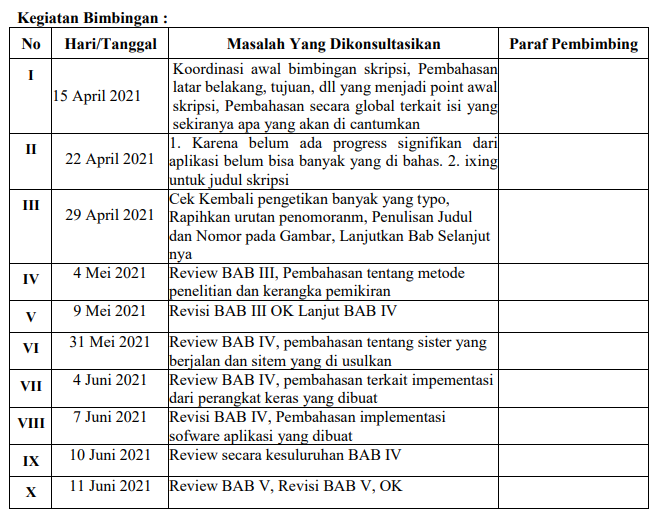 Kegiatan Bimbingan :
No Hari/Tanggal Masalah Yang Dikonsultasikan Paraf Pembimbing
I 15 April 2021 Koordinasi awal bimbingan skripsi, Pembahasan
latar belakang, tujuan, dll yang menjadi point awal
skripsi, Pembahasan secara global terkait isi yang
sekiranya apa yang akan di cantumkan
II 22 April 2021 1. Karena belum ada progress signifikan dari
aplikasi belum bisa banyak yang di bahas. 2. ixing
untuk judul skripsi
III 29 April 2021 Cek Kembali pengetikan banyak yang typo,
Rapihkan urutan penomoranm, Penulisan Judul
dan Nomor pada Gambar, Lanjutkan Bab Selanjut
nya
IV 4 Mei 2021 Review BAB III, Pembahasan tentang metode
penelitian dan kerangka pemikiran
V 9 Mei 2021 Revisi BAB III OK Lanjut BAB IV
VI 31 Mei 2021 Review BAB IV, pembahasan tentang sister yang
berjalan dan sitem yang di usulkan
VII 4 Juni 2021 Review BAB IV, pembahasan terkait impementasi
dari perangkat keras yang dibuat
VIII 7 Juni 2021 Revisi BAB IV, Pembahasan implementasi
sofware aplikasi yang dibuat
IX 10 Juni 2021 Review secara kesuluruhan BAB IV
X 11 Juni 2021 Review BAB V, Revisi BAB V, OK